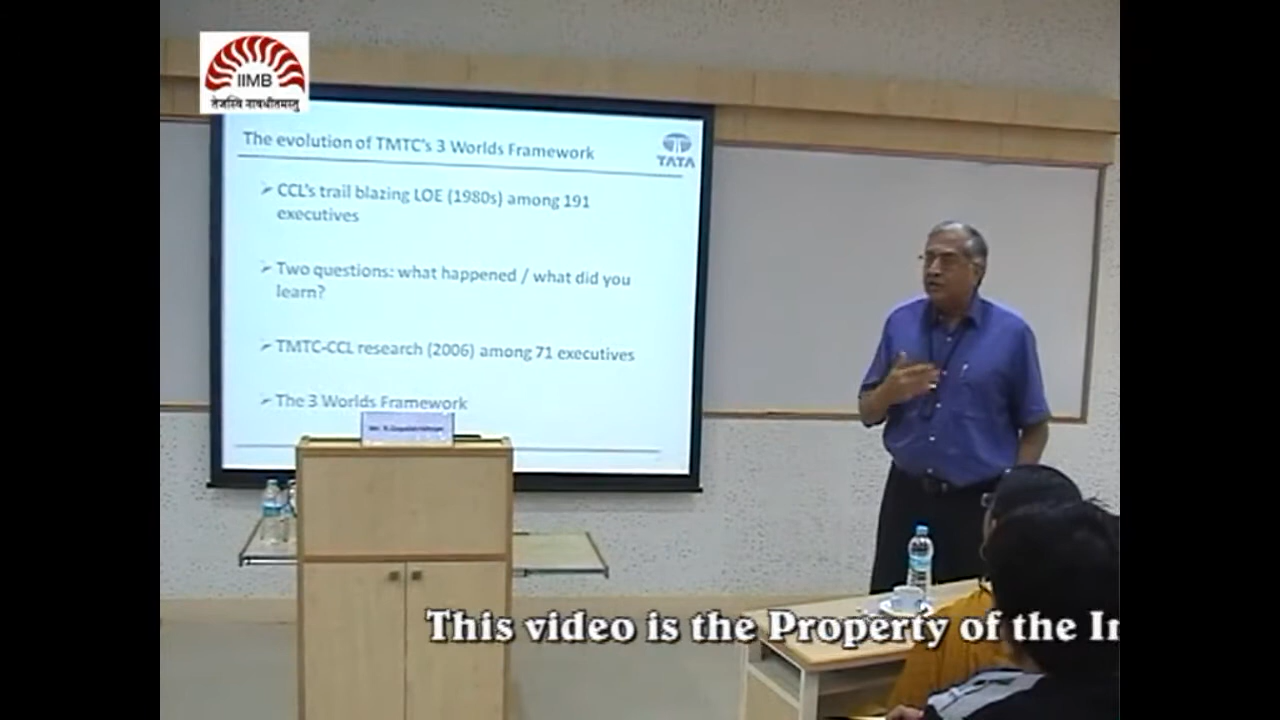 IIMB
तेजस्वि नावधीतमस्तु
The evolution of TMTC's 3 Worlds Framework
TATA
➢ CCL's trail blazing LOE (1980s) among 191
executives
➢ Two questions: what happened / what did you
learn?
➢ TMTC-CCL research (2006) among 71 executives
➢ The 3 Worlds Framework
This video is the Property of the In